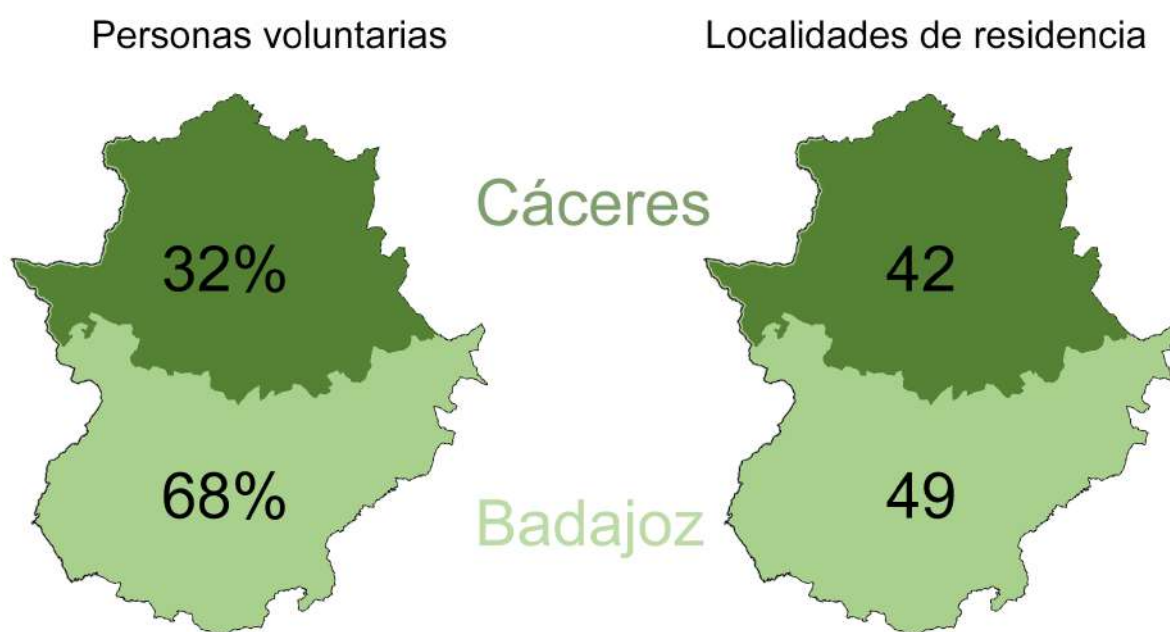 Personas voluntarias
Localidades de residencia
Cáceres
32%
42
68%
49
Badajoz